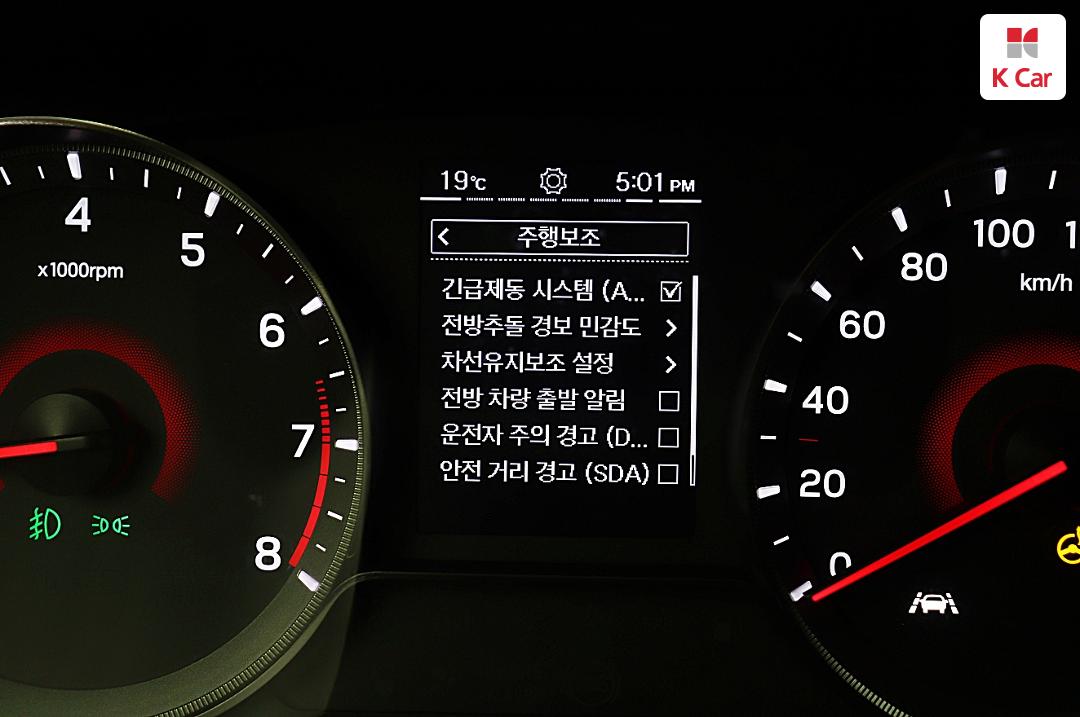 K Car
19℃
5:01 PM
< 주행보조
긴급제동 시스템 (A...
전방추돌 경보 민감도 >
차선유지보조 설정 >
전방 차량 출발 알림
운전자 주의 경고 (D...
안전 거리 경고 (SDA)
4
5
6
7
8
x1000rpm
100
80
60
40
20
0
km/h